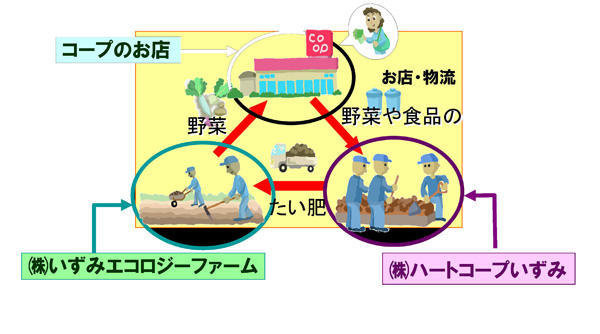 コープのお店
co
op
お店・物流
野菜や食品の
野菜
たい肥
㈱いずみエコロジーファーム
㈱ハートコープいずみ